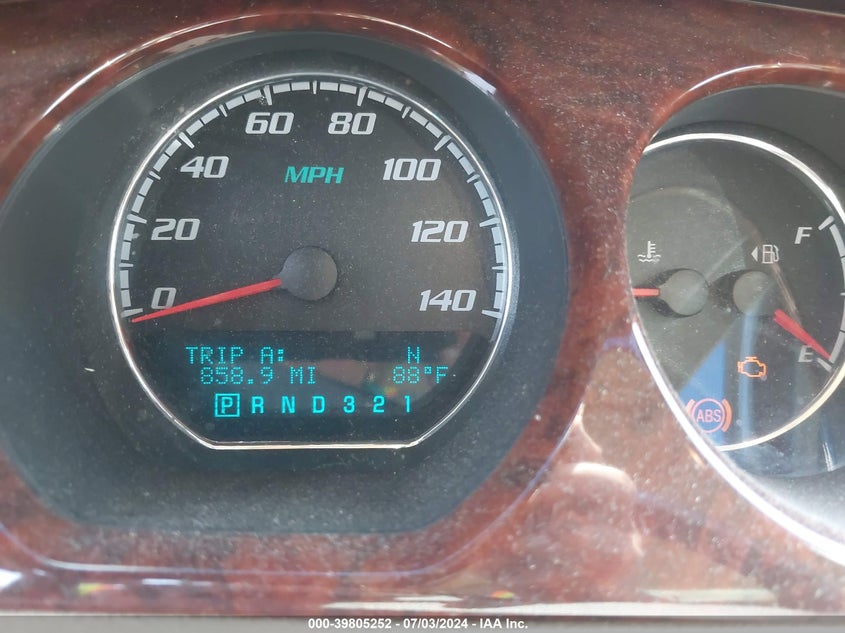 60 80
40 MPH 100
20 120
0 140
TRIP A: N
858.9 MI 88°F
P R N D 3 2 1
F
E
ABS
000-39805252 - 07/03/2024 - IAA Inc.